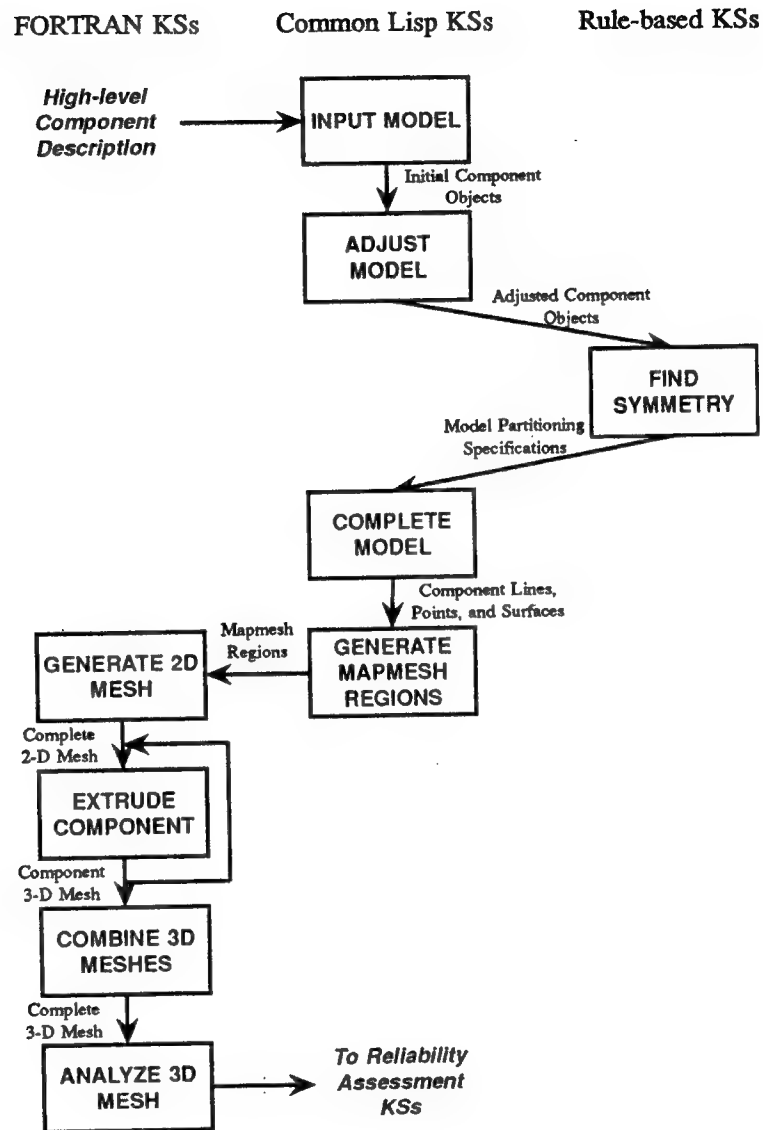 FORTRAN KSs
Common Lisp KSs
Rule-based KSs
High-level
Component
Description
INPUT MODEL
Initial Component
Objects
ADJUST
MODEL
Adjusted Component
Objects
FIND
SYMMETRY
Model Partitioning
Specifications
COMPLETE
MODEL
Component Lines,
Points, and Surfaces
Mapmesh
Regions
GENERATE
MAPMESH
REGIONS
GENERATE 2D
MESH
Complete
2-D Mesh
EXTRUDE
COMPONENT
Component
3-D Mesh
COMBINE 3D
MESHES
Complete
3-D Mesh
ANALYZE 3D
MESH
To Reliability
Assessment
KSs